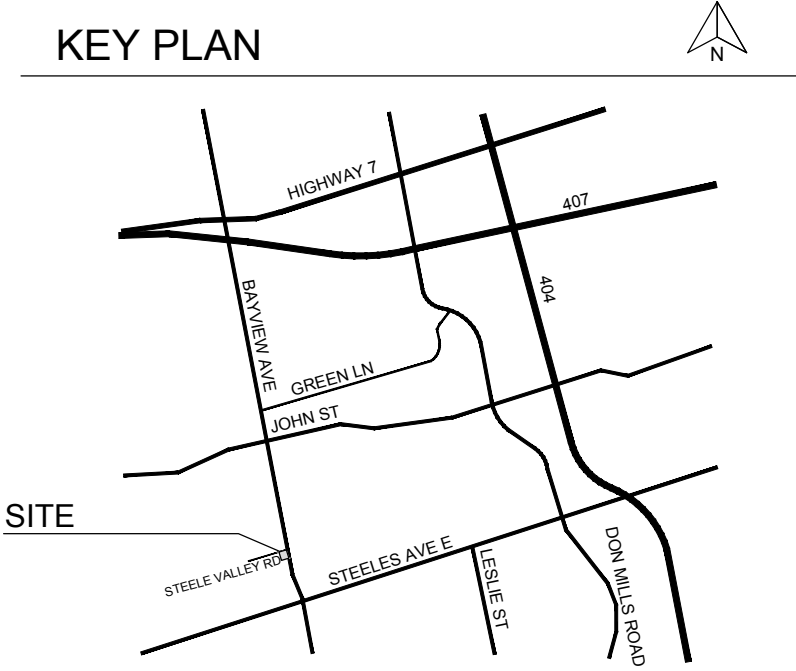 KEY PLAN
N
HIGHWAY 7
407
404
BAYVIEW AVE
GREEN LN
JOHN ST
SITE
STEELE VALLEY RD
STEELES AVE E
LESLIE ST
DON MILLS ROAD